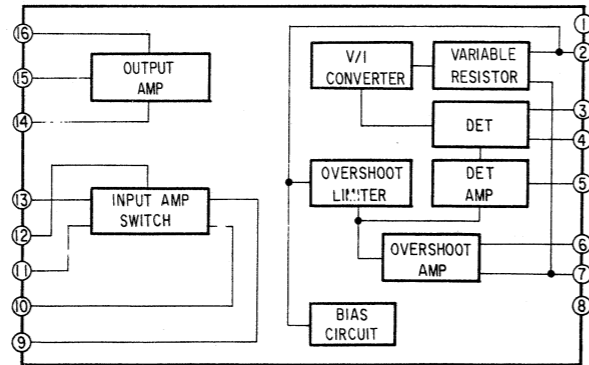 16
15
14
13
12
11
10
9
OUTPUT
AMP
INPUT AMP
SWITCH
V/I
CONVERTER
VARIABLE
RESISTOR
DET
OVERSHOOT
LIMITER
DET
AMP
OVERSHOOT
AMP
BIAS
CIRCUIT
1
2
3
4
5
6
7
8